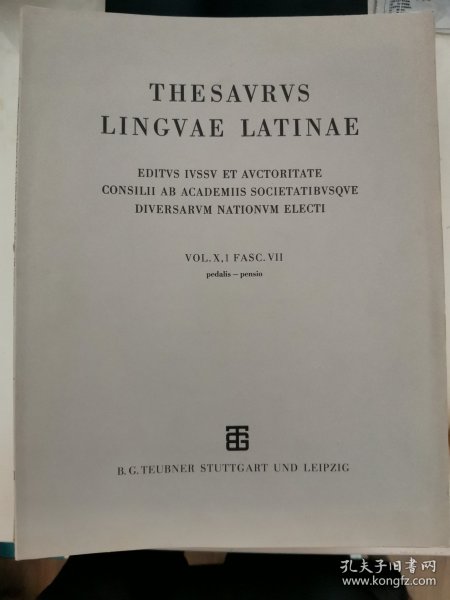 THESAVRVS
LINGVAE LATINAE
EDITVS IVSSV ET AVCTORITATE
CONSILII AB ACADEMIIS SOCIETATIBVSQVE
DIVERSARVM NATIONVM ELECTI
VOL. X,1 FASC. VII
pedalis – pensio
B. G. TEUBNER STUTTGART UND LEIPZIG
孔夫子旧书网
www.kongfz.com